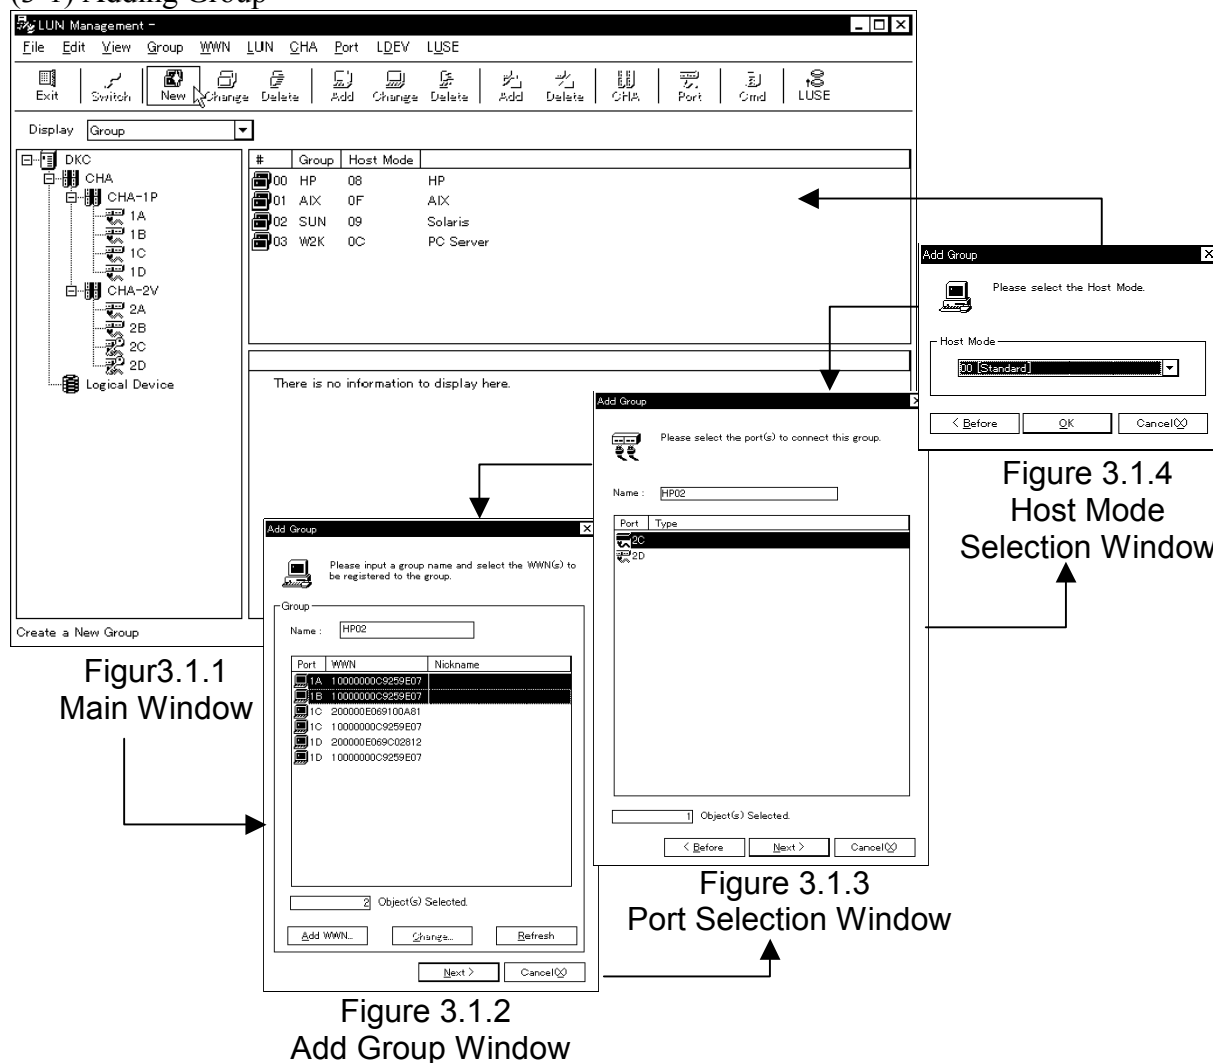 (3-1) Adding Group
LUN Management -
File Edit View Group WWN LUN CHA Port LDEV LUSE
Exit Switch New Change Delete Add Change Delete Add Delete CHA Port Cmd LUSE
Display Group
DKC
CHA
CHA-1P
1A
1B
1C
1D
CHA-2V
2A
2B
2C
2D
Logical Device
# Group Host Mode
00 HP 08 HP
01 AIX 0F AIX
02 SUN 09 Solaris
03 W2K 0C PC Server
There is no information to display here.
Create a New Group
Figur3.1.1
Main Window
Add Group
Please input a group name and select the WWN(s) to
be registered to the group.
Group
Name : HP02
Port WWN Nickname
1A 10000000C9259E07
1B 10000000C9259E07
1C 200000E069100A81
1C 10000000C9259E07
1D 200000E069C02812
1D 10000000C9259E07
2 Object(s) Selected.
Add WWN... Change... Refresh
Next > Cancel(X)
Figure 3.1.2
Add Group Window
Add Group
Please select the port(s) to connect this group.
Name : HP02
Port Type
2C
2D
1 Object(s) Selected.
< Before Next > Cancel(X)
Figure 3.1.3
Port Selection Window
Add Group
Please select the Host Mode.
Host Mode
00 [Standard]
< Before OK Cancel(X)
Figure 3.1.4
Host Mode
Selection Window